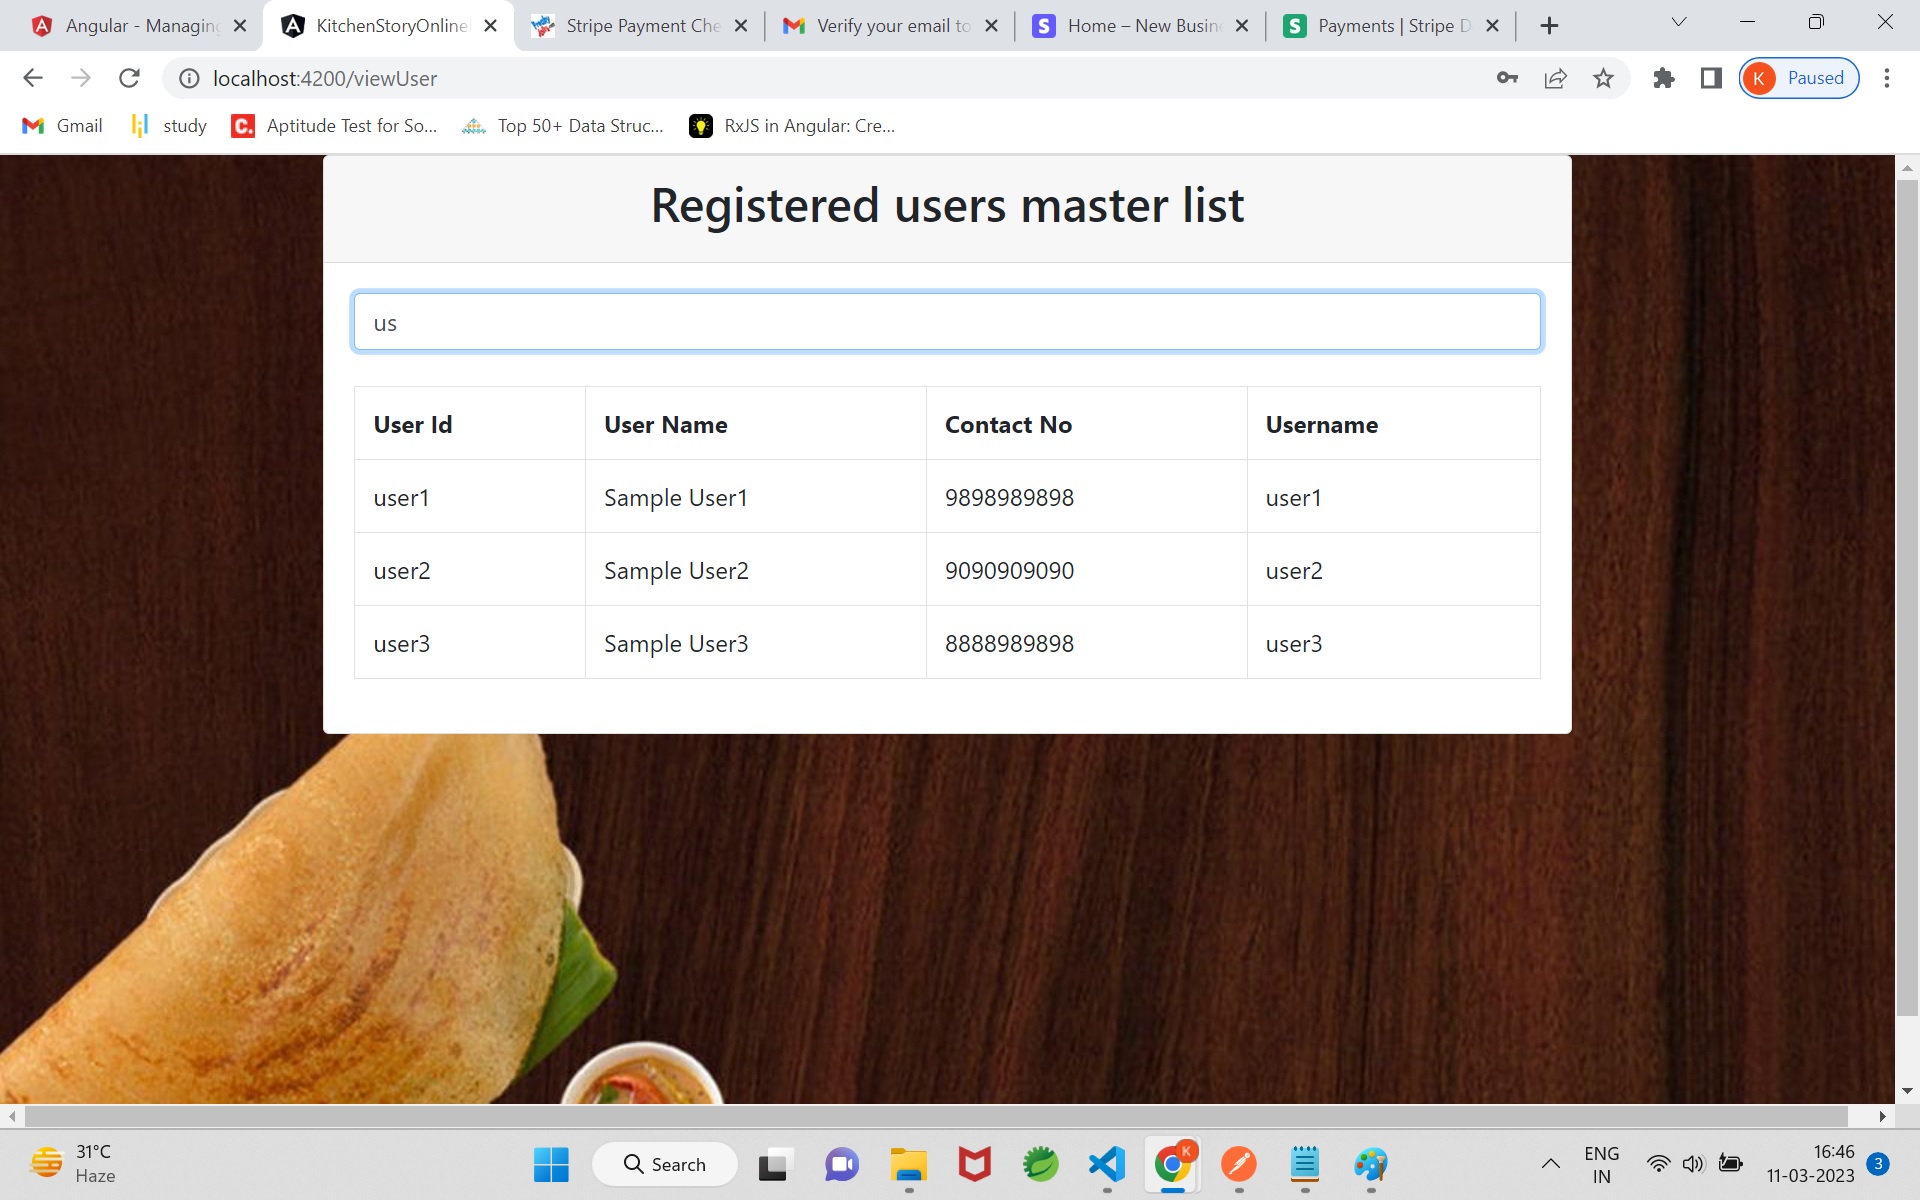 Angular - Managing
KitchenStoryOnline
Stripe Payment Che
Verify your email to
Home – New Busin
Payments | Stripe D
localhost:4200/viewUser
K Paused
Gmail
study
C. Aptitude Test for So...
Top 50+ Data Struc...
RxJS in Angular: Cre...
Registered users master list
us
User Id User Name Contact No Username
user1 Sample User1 9898989898 user1
user2 Sample User2 9090909090 user2
user3 Sample User3 8888989898 user3
31°C
Haze
Search
K
ENG
IN
16:46
11-03-2023
3